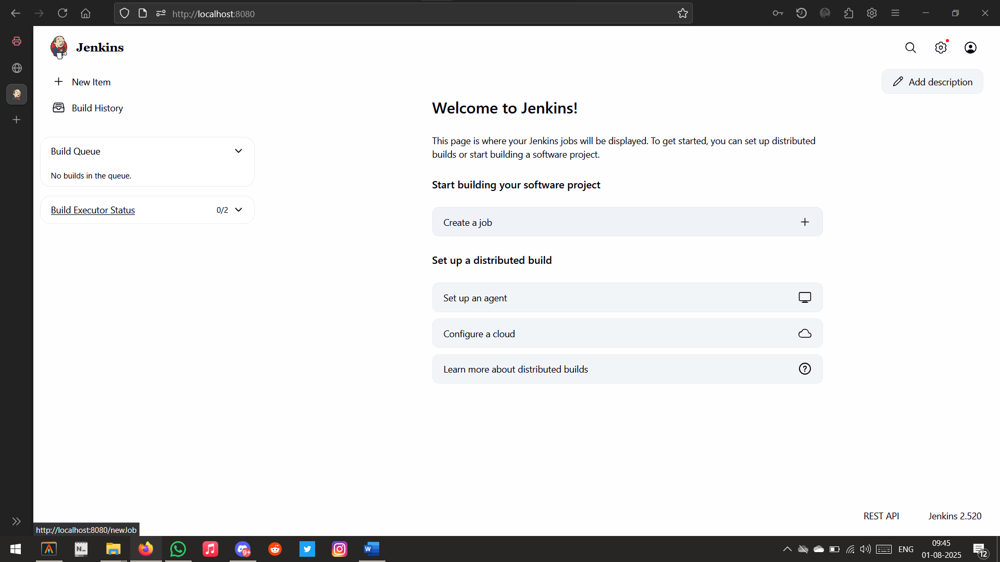 http://localhost:8080
Jenkins
New Item
Add description
Build History
Welcome to Jenkins!
This page is where your Jenkins jobs will be displayed. To get started, you can set up distributed
builds or start building a software project.
Build Queue
No builds in the queue.
Start building your software project
Build Executor Status 0/2
Create a job
Set up a distributed build
Set up an agent
Configure a cloud
Learn more about distributed builds
REST API Jenkins 2.520
http://localhost:8080/newJob
N_
9+
W
ENG
09:45
01-08-2025
12